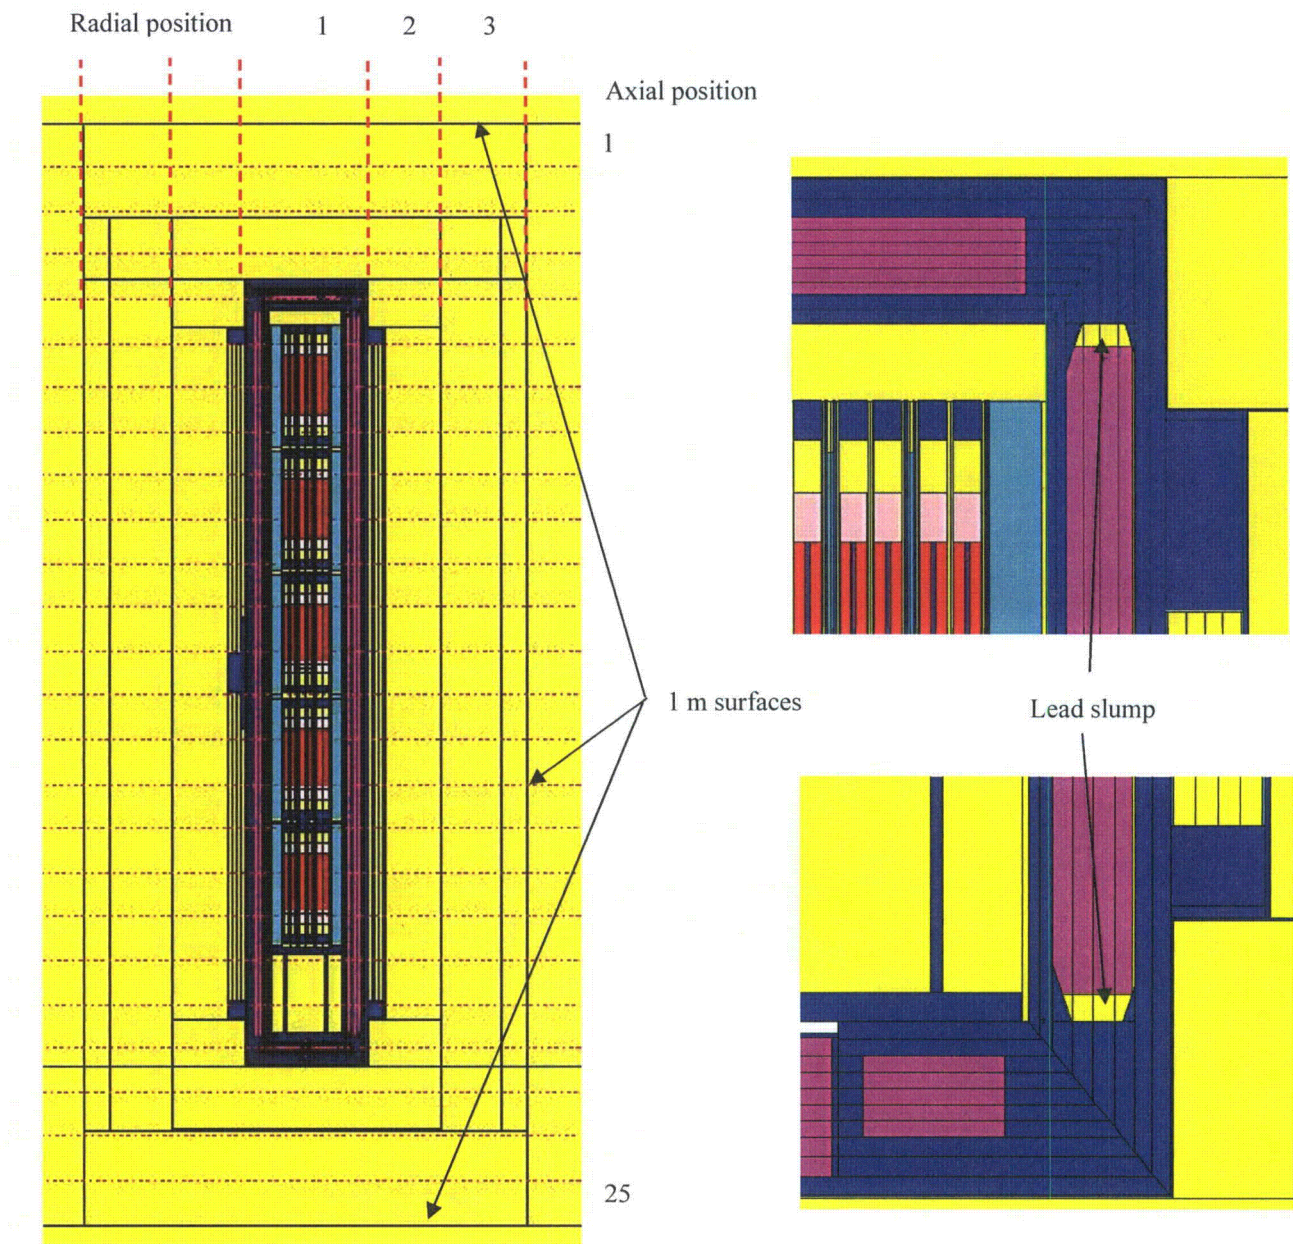 Radial position 1 2 3
Axial position
1
1 m surfaces
Lead slump
25